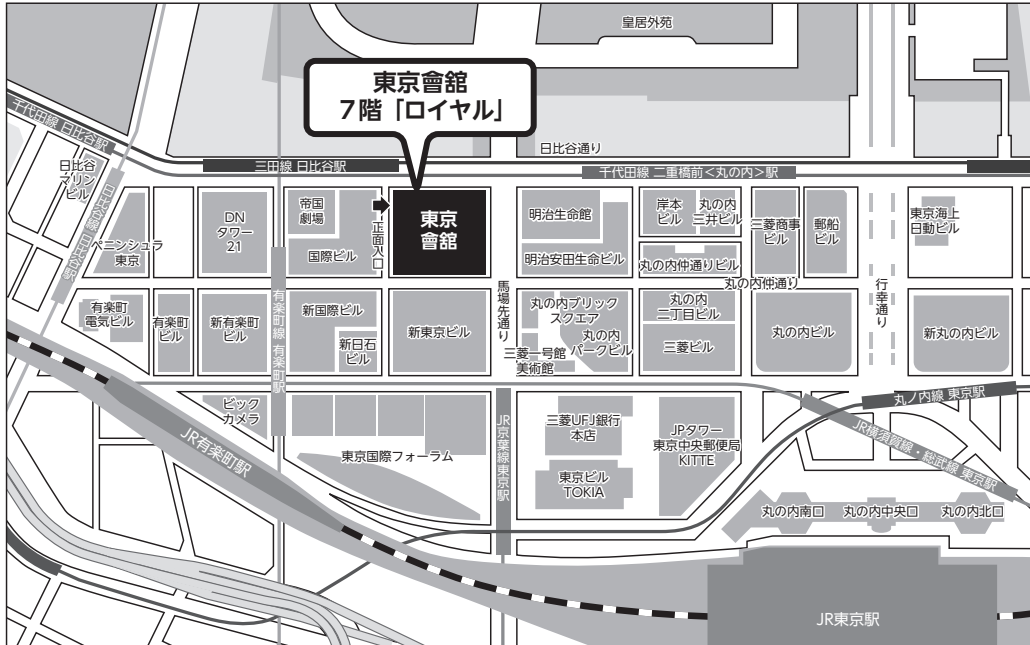 皇居外苑
東京會舘
7階「ロイヤル」
千代田線 日比谷駅
三田線 日比谷駅
日比谷通り
千代田線 二重橋前<丸の内>駅
日比谷
マリン
ビル
日比谷線 日比谷駅
ペニンシュラ
東京
DN
タワー
21
帝国
劇場
国際ビル
正面入口
東京
會舘
明治生命館
明治安田生命ビル
岸本
ビル
丸の内
三井ビル
丸の内仲通りビル
三菱商事
ビル
郵船
ビル
東京海上
日動ビル
丸の内仲通り
行幸通り
馬場先通り
有楽町
電気ビル
有楽町
ビル
新有楽町
ビル
有楽町線 有楽町駅
新国際ビル
新日石
ビル
新東京ビル
丸の内ブリック
スクエア
丸の内
パークビル
三菱一号館
美術館
丸の内
二丁目ビル
三菱ビル
丸の内ビル
新丸の内ビル
丸ノ内線 東京駅
JR横須賀線・総武線 東京駅
ビック
カメラ
JR有楽町駅
東京国際フォーラム
JR京葉線東京駅
三菱UFJ銀行
本店
東京ビル
TOKIA
JPタワー
東京中央郵便局
KITTE
丸の内南口
丸の内中央口
丸の内北口
JR東京駅